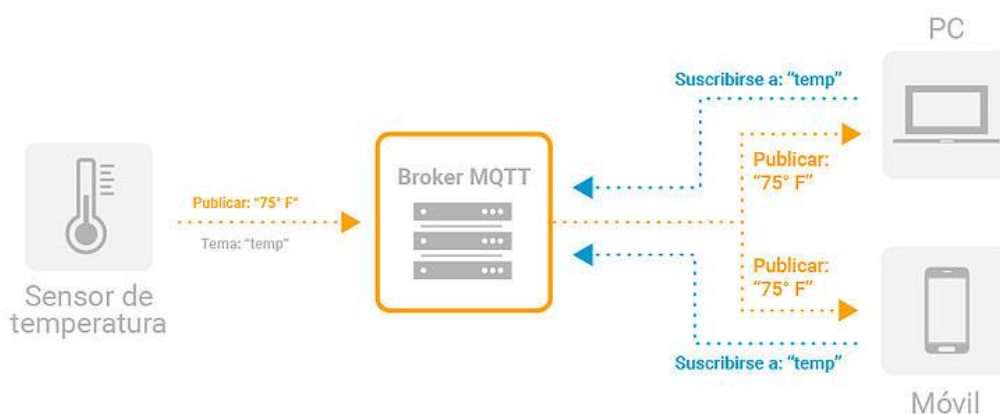 PC
Suscribirse a: “temp”
Publicar:
“75° F”
Broker MQTT
Publicar: “75° F”
Tema: “temp”
Sensor de
temperatura
Publicar:
“75° F”
Suscribirse a: “temp”
Móvil